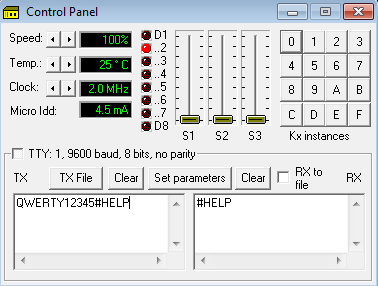 Control Panel
Speed: 100%
Temp.: 25 ° C
Clock: 2.0 MHz
Micro Idd: 4.5 mA
D1
..2
..3
..4
..5
..6
..7
D8
S1 S2 S3
0 1 2 3
4 5 6 7
8 9 A B
C D E F
Kx instances
TTY: 1, 9600 baud, 8 bits, no parity
TX TX File Clear Set parameters Clear RX to file RX
QWERTY12345#HELP
#HELP